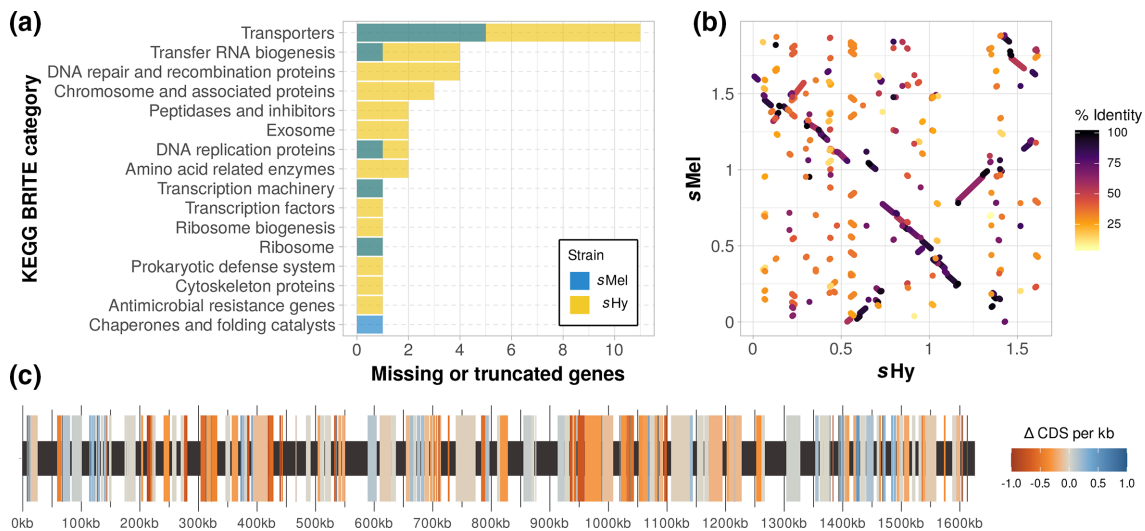 (a)
KEGG BRITE category
Transporters
Transfer RNA biogenesis
DNA repair and recombination proteins
Chromosome and associated proteins
Peptidases and inhibitors
Exosome
DNA replication proteins
Amino acid related enzymes
Transcription machinery
Transcription factors
Ribosome biogenesis
Ribosome
Prokaryotic defense system
Cytoskeleton proteins
Antimicrobial resistance genes
Chaperones and folding catalysts
0 2 4 6 8 10
Missing or truncated genes
Strain
sMel
sHy
(b)
sMel
1.5
1
0.5
0
0 0.5 1 1.5
sHy
% Identity
100
75
50
25
(c)
0kb 100kb 200kb 300kb 400kb 500kb 600kb 700kb 800kb 900kb 1000kb 1100kb 1200kb 1300kb 1400kb 1500kb 1600kb
Δ CDS per kb
-1.0 -0.5 0.0 0.5 1.0